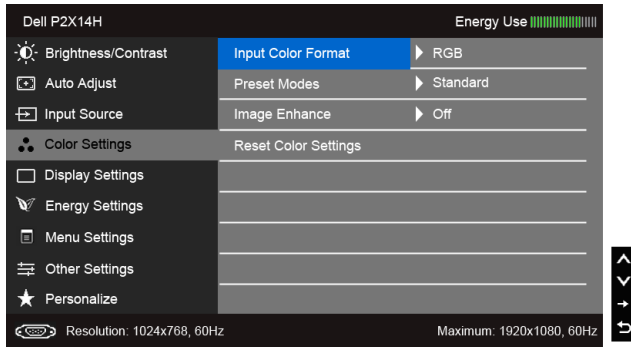 Dell P2X14H Energy Use
Brightness/Contrast Input Color Format RGB
Auto Adjust Preset Modes Standard
Input Source Image Enhance Off
Color Settings Reset Color Settings
Display Settings
Energy Settings
Menu Settings
Other Settings
Personalize
Resolution: 1024x768, 60Hz Maximum: 1920x1080, 60Hz